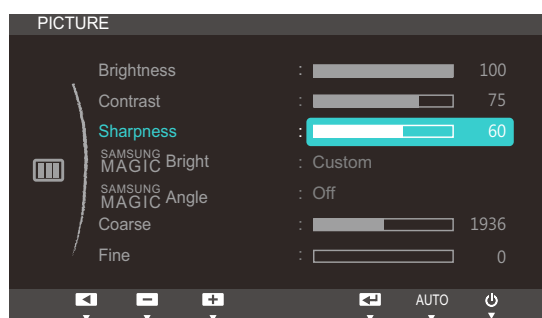 PICTURE
Brightness : 100
Contrast : 75
Sharpness : 60
SAMSUNG MAGIC Bright : Custom
SAMSUNG MAGIC Angle : Off
Coarse : 1936
Fine : 0
AUTO